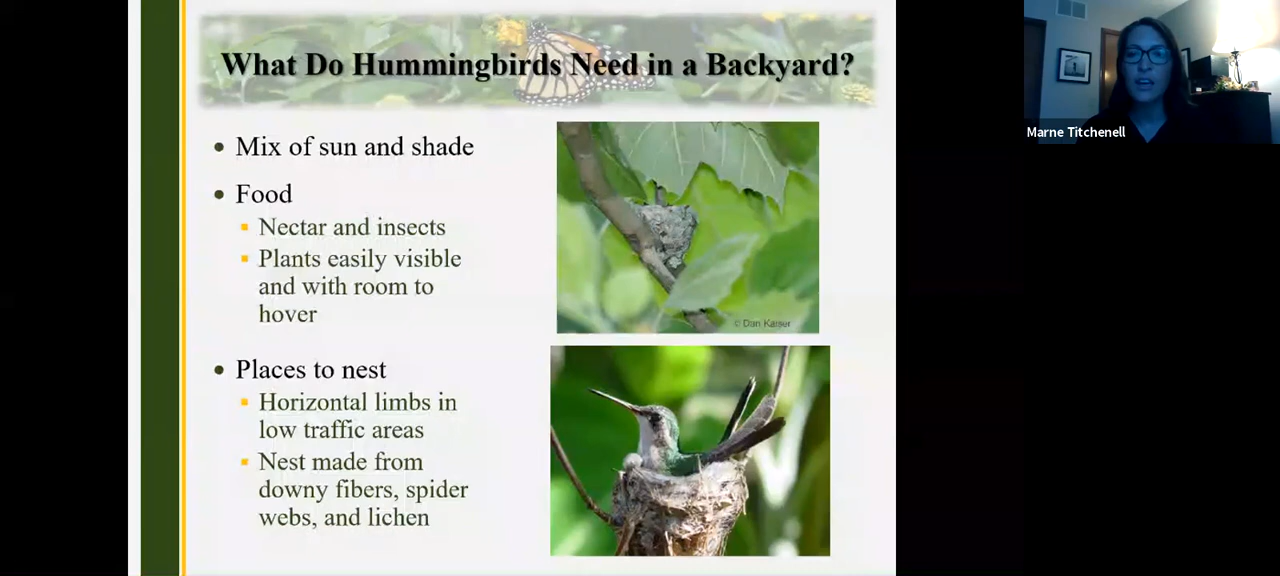 What Do Hummingbirds Need in a Backyard?
Marne Titchenell
• Mix of sun and shade
• Food
▪ Nectar and insects
▪ Plants easily visible
and with room to
hover
© Dan Kaiser
• Places to nest
▪ Horizontal limbs in
low traffic areas
▪ Nest made from
downy fibers, spider
webs, and lichen